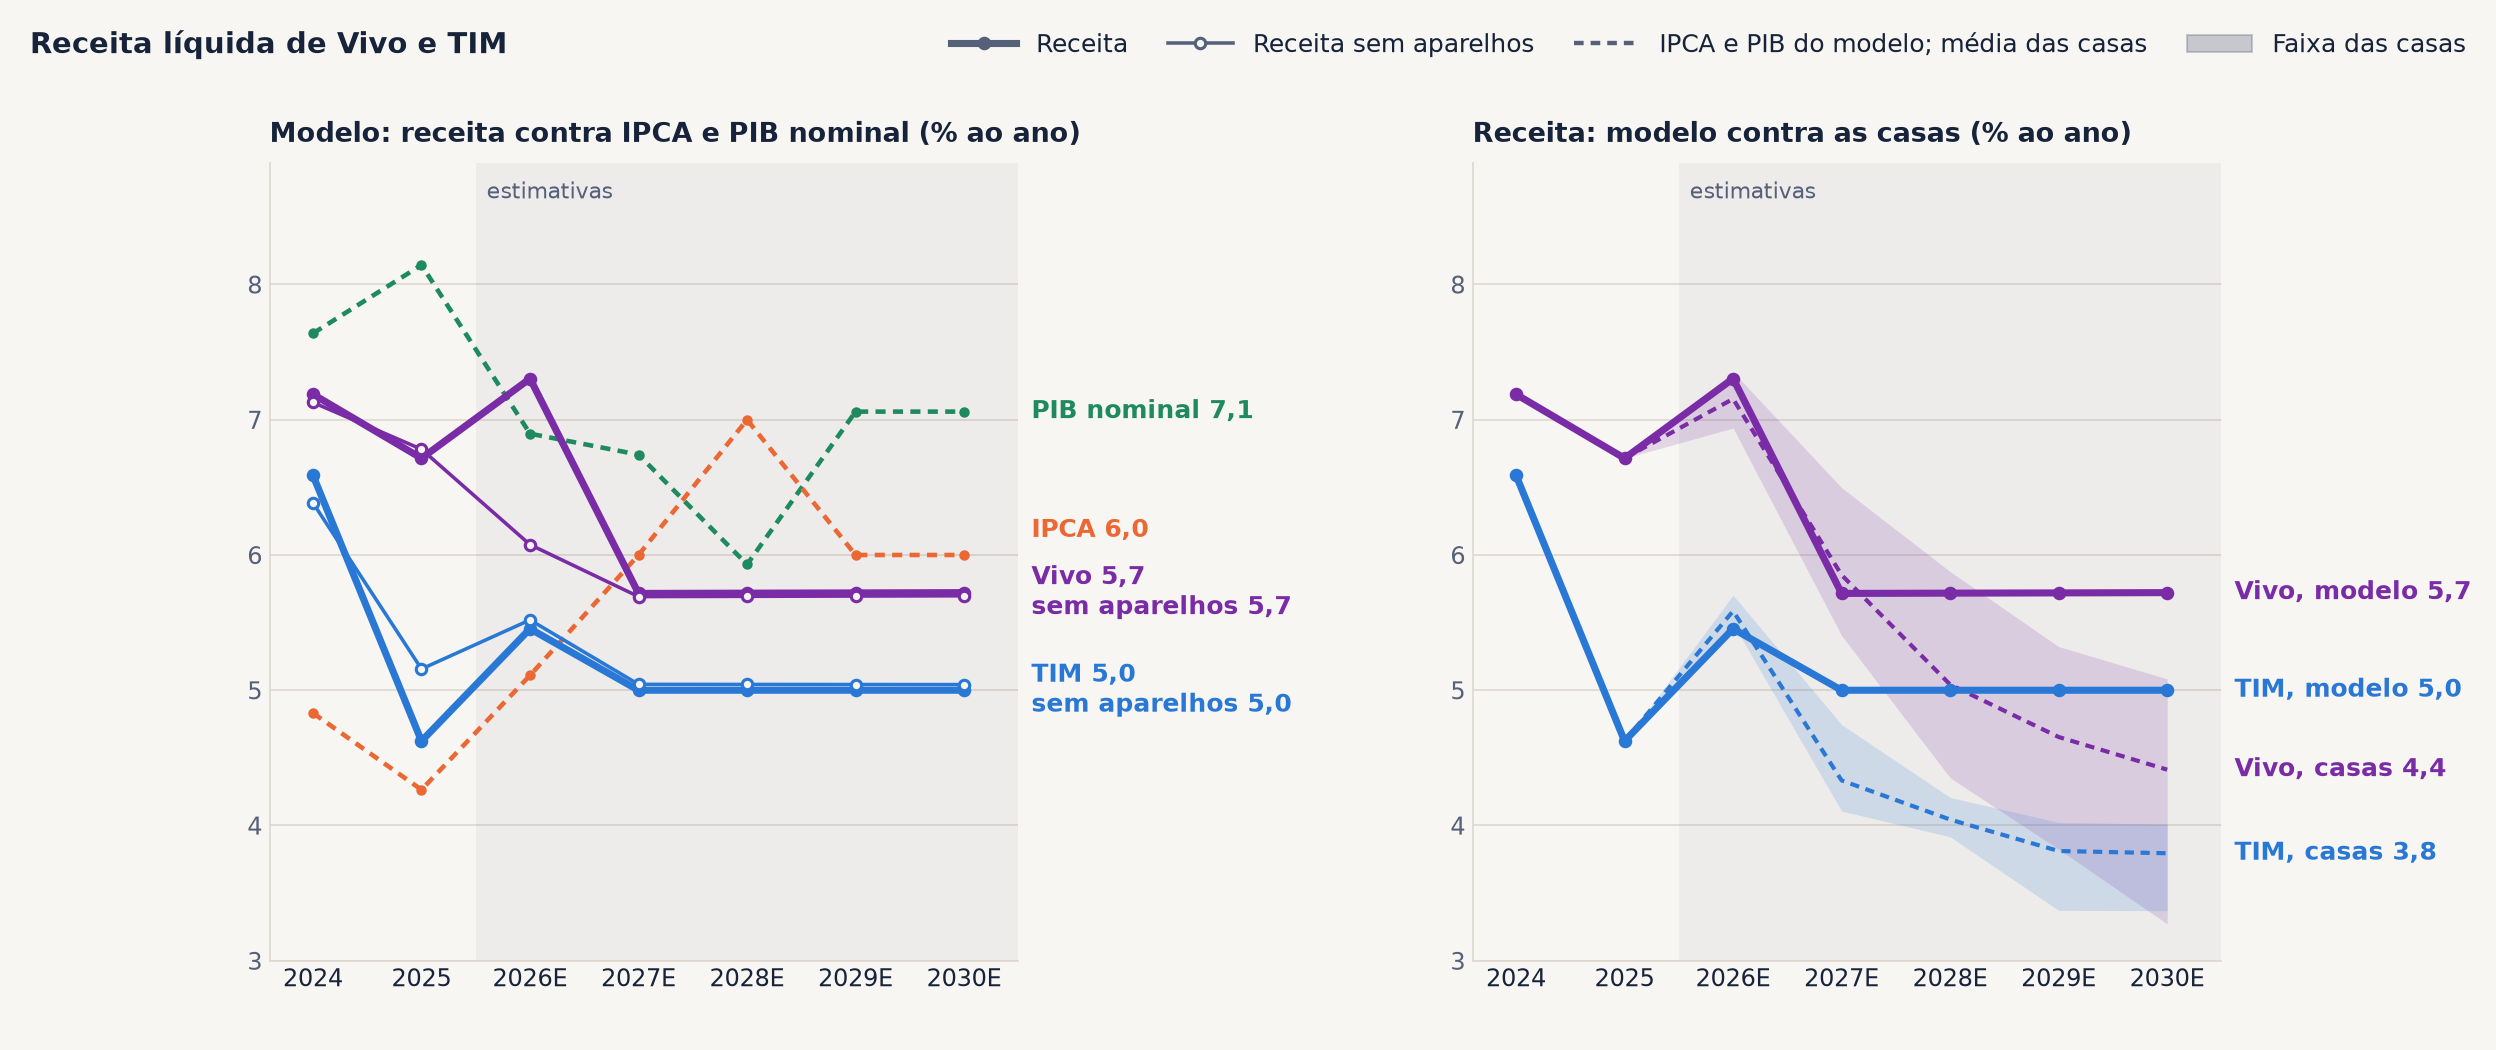 Receita líquida de Vivo e TIM
Receita
Receita sem aparelhos
IPCA e PIB do modelo; média das casas
Faixa das casas
Modelo: receita contra IPCA e PIB nominal (% ao ano)
estimativas
8
7
6
5
4
3
2024
2025
2026E
2027E
2028E
2029E
2030E
PIB nominal 7,1
IPCA 6,0
Vivo 5,7
sem aparelhos 5,7
TIM 5,0
sem aparelhos 5,0
Receita: modelo contra as casas (% ao ano)
estimativas
8
7
6
5
4
3
2024
2025
2026E
2027E
2028E
2029E
2030E
Vivo, modelo 5,7
TIM, modelo 5,0
Vivo, casas 4,4
TIM, casas 3,8